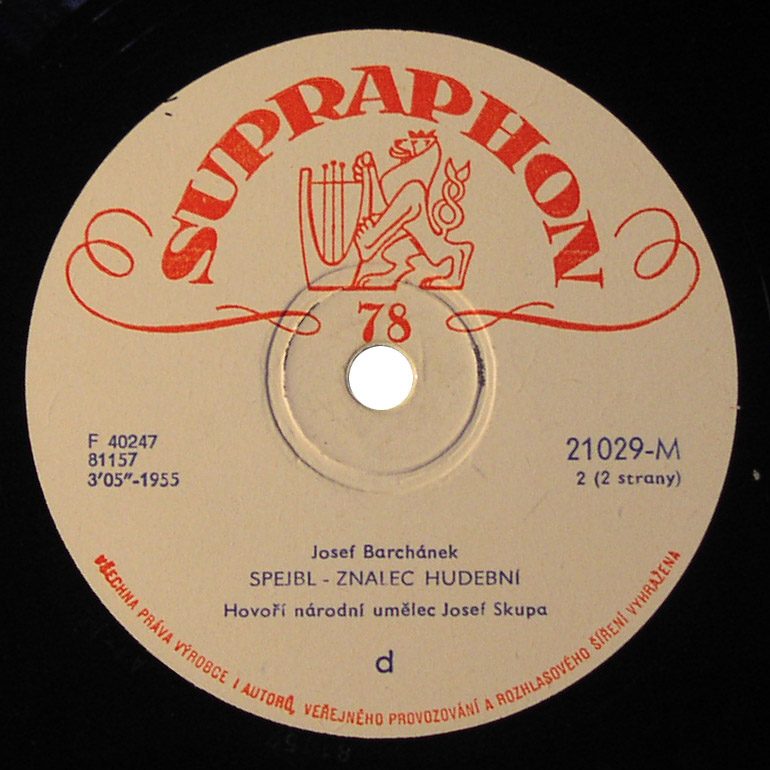 SUPRAPHON
78
F 40247
81157
3'05"-1955
21029-M
2 (2 strany)
Josef Barchánek
SPEJBL - ZNALEC HUDEBNÍ
Hovoří národní umělec Josef Skupa
d
VŠECHNA PRÁVA VÝROBCE I AUTORŮ, VEŘEJNÉHO PROVOZOVÁNÍ A ROZHLASOVÉHO ŠÍŘENÍ VYHRAŽENA